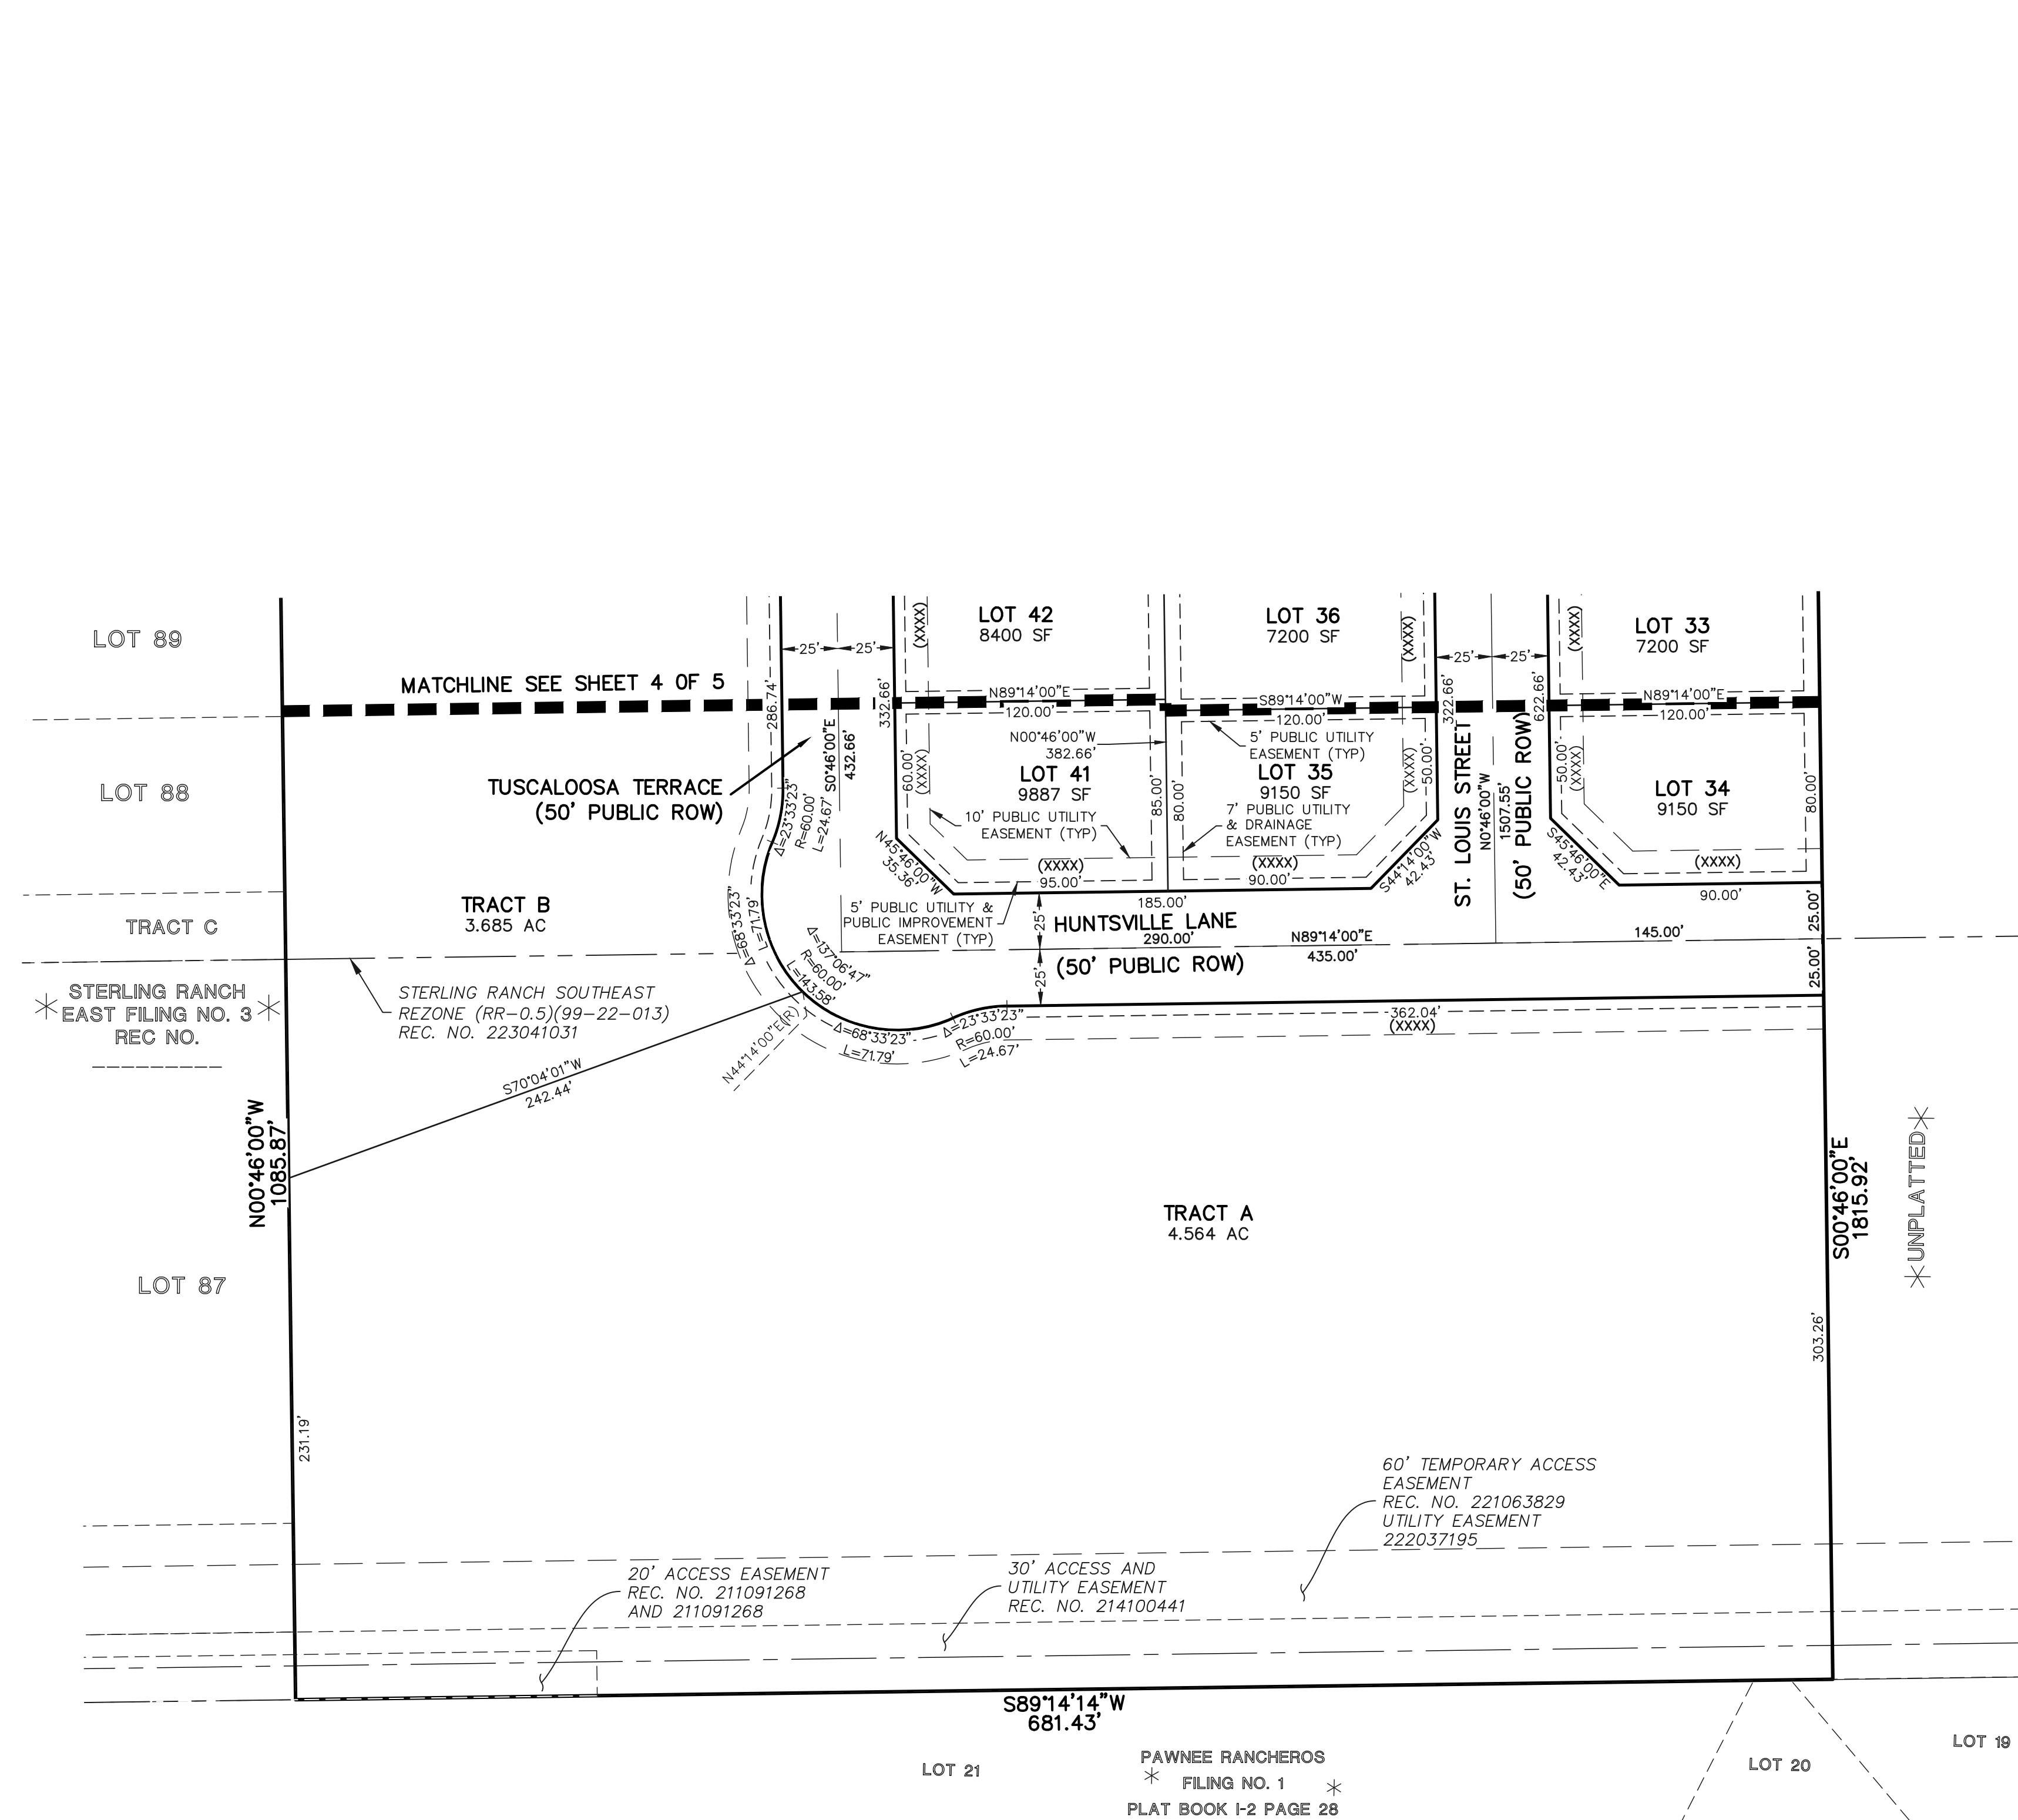 LOT 89
LOT 88
TRACT C
STERLING RANCH
EAST FILING NO. 3
REC NO.
LOT 87
MATCHLINE SEE SHEET 4 OF 5
TUSCALOOSA TERRACE
(50' PUBLIC ROW)
TRACT B
3.685 AC
STERLING RANCH SOUTHEAST
REZONE (RR-0.5)(99-22-013)
REC. NO. 223041031
S70°04'01"W
242.44'
N00°46'00"W
1085.87'
231.19'
286.74'
25'
25'
332.66'
S0°46'00"E
432.66'
Δ=23°33'23"
R=60.00'
L=24.67'
Δ=68°33'23"
L=71.79'
Δ=137°06'47"
R=60.00'
L=143.58'
N44°14'00"E(R)
Δ=68°33'23"
L=71.79'
Δ=23°33'23"
R=60.00'
L=24.67'
LOT 42
8400 SF
(XXXX)
N89°14'00"E
120.00'
N00°46'00"W
382.66'
LOT 41
9887 SF
60.00'
(XXXX)
85.00'
10' PUBLIC UTILITY
EASEMENT (TYP)
N45°46'00"W
35.36'
(XXXX)
95.00'
5' PUBLIC UTILITY &
PUBLIC IMPROVEMENT
EASEMENT (TYP)
LOT 36
7200 SF
(XXXX)
S89°14'00"W
120.00'
5' PUBLIC UTILITY
EASEMENT (TYP)
LOT 35
9150 SF
80.00'
7' PUBLIC UTILITY
& DRAINAGE
EASEMENT (TYP)
(XXXX)
50.00'
(XXXX)
90.00'
S44°14'00"W
42.43'
185.00'
25'
HUNTSVILLE LANE
290.00'
N89°14'00"E
435.00'
145.00'
(50' PUBLIC ROW)
25'
362.04'
(XXXX)
25'
25'
322.66'
622.66'
ST. LOUIS STREET
N0°46'00"W
1507.55'
(50' PUBLIC ROW)
LOT 33
7200 SF
(XXXX)
N89°14'00"E
120.00'
50.00'
(XXXX)
LOT 34
9150 SF
80.00'
S45°46'00"E
42.43'
(XXXX)
90.00'
25.00'
25.00'
S00°46'00"E
1815.92'
UNPLATTED
303.26'
TRACT A
4.564 AC
60' TEMPORARY ACCESS
EASEMENT
REC. NO. 221063829
UTILITY EASEMENT
222037195
20' ACCESS EASEMENT
REC. NO. 211091268
AND 211091268
30' ACCESS AND
UTILITY EASEMENT
REC. NO. 214100441
S89°14'14"W
681.43'
LOT 21
PAWNEE RANCHEROS
FILING NO. 1
PLAT BOOK I-2 PAGE 28
LOT 20
LOT 19